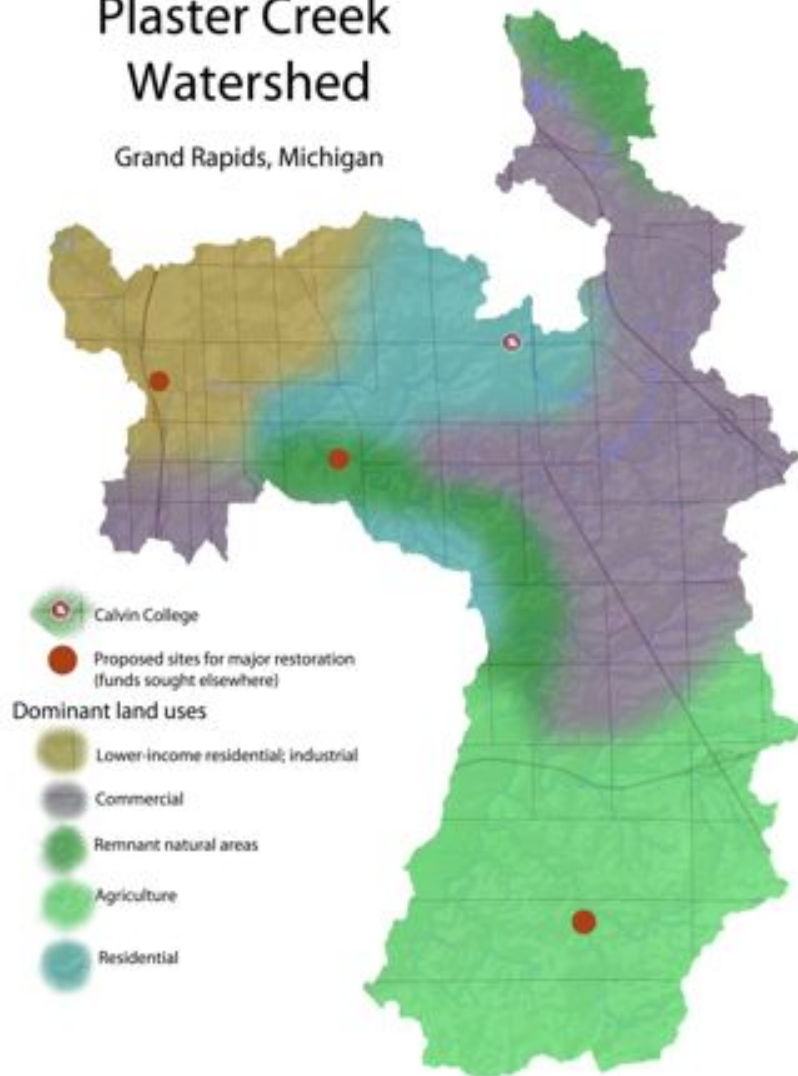 Plaster Creek
Watershed
Grand Rapids, Michigan
Calvin College
Proposed sites for major restoration
(funds sought elsewhere)
Dominant land uses
Lower-income residential; industrial
Commercial
Remnant natural areas
Agriculture
Residential